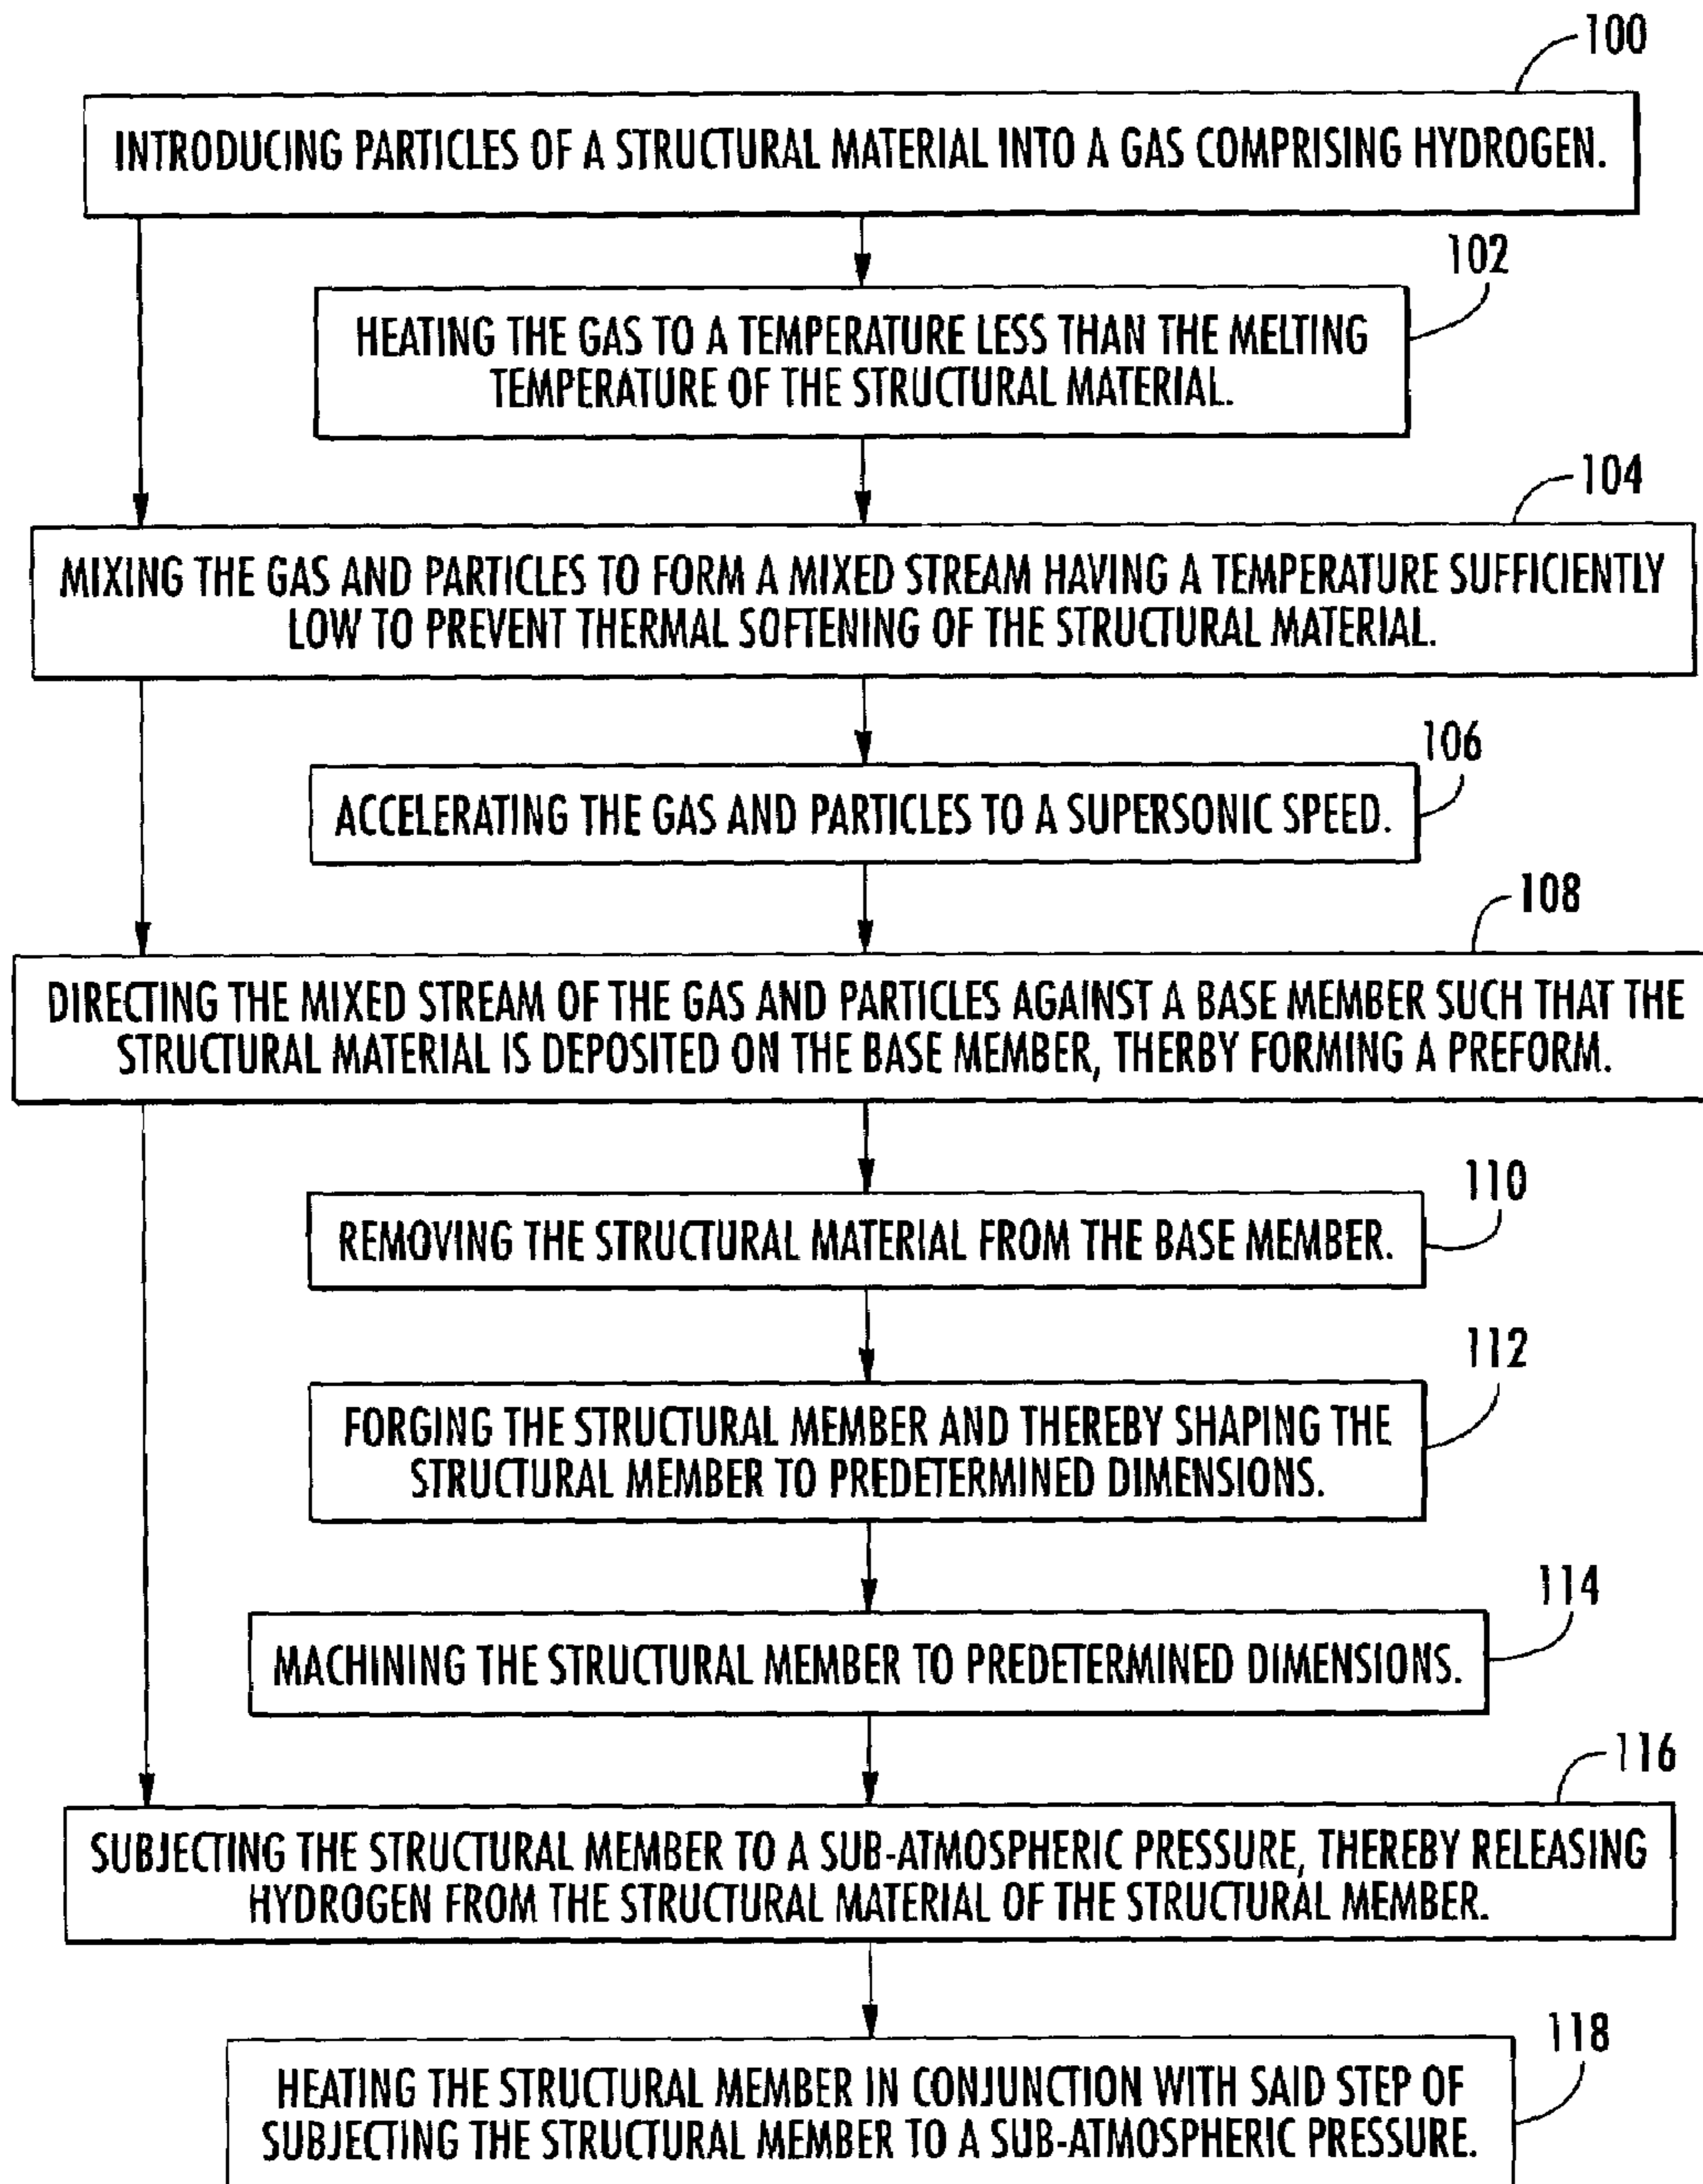 100
INTRODUCING PARTICLES OF A STRUCTURAL MATERIAL INTO A GAS COMPRISING HYDROGEN.
102
HEATING THE GAS TO A TEMPERATURE LESS THAN THE MELTING
TEMPERATURE OF THE STRUCTURAL MATERIAL.
104
MIXING THE GAS AND PARTICLES TO FORM A MIXED STREAM HAVING A TEMPERATURE SUFFICIENTLY
LOW TO PREVENT THERMAL SOFTENING OF THE STRUCTURAL MATERIAL.
106
ACCELERATING THE GAS AND PARTICLES TO A SUPERSONIC SPEED.
108
DIRECTING THE MIXED STREAM OF THE GAS AND PARTICLES AGAINST A BASE MEMBER SUCH THAT THE
STRUCTURAL MATERIAL IS DEPOSITED ON THE BASE MEMBER, THERBY FORMING A PREFORM.
110
REMOVING THE STRUCTURAL MATERIAL FROM THE BASE MEMBER.
112
FORGING THE STRUCTURAL MEMBER AND THEREBY SHAPING THE
STRUCTURAL MEMBER TO PREDETERMINED DIMENSIONS.
114
MACHINING THE STRUCTURAL MEMBER TO PREDETERMINED DIMENSIONS.
116
SUBJECTING THE STRUCTURAL MEMBER TO A SUB-ATMOSPHERIC PRESSURE, THEREBY RELEASING
HYDROGEN FROM THE STRUCTURAL MATERIAL OF THE STRUCTURAL MEMBER.
118
HEATING THE STRUCTURAL MEMBER IN CONJUNCTION WITH SAID STEP OF
SUBJECTING THE STRUCTURAL MEMBER TO A SUB-ATMOSPHERIC PRESSURE.